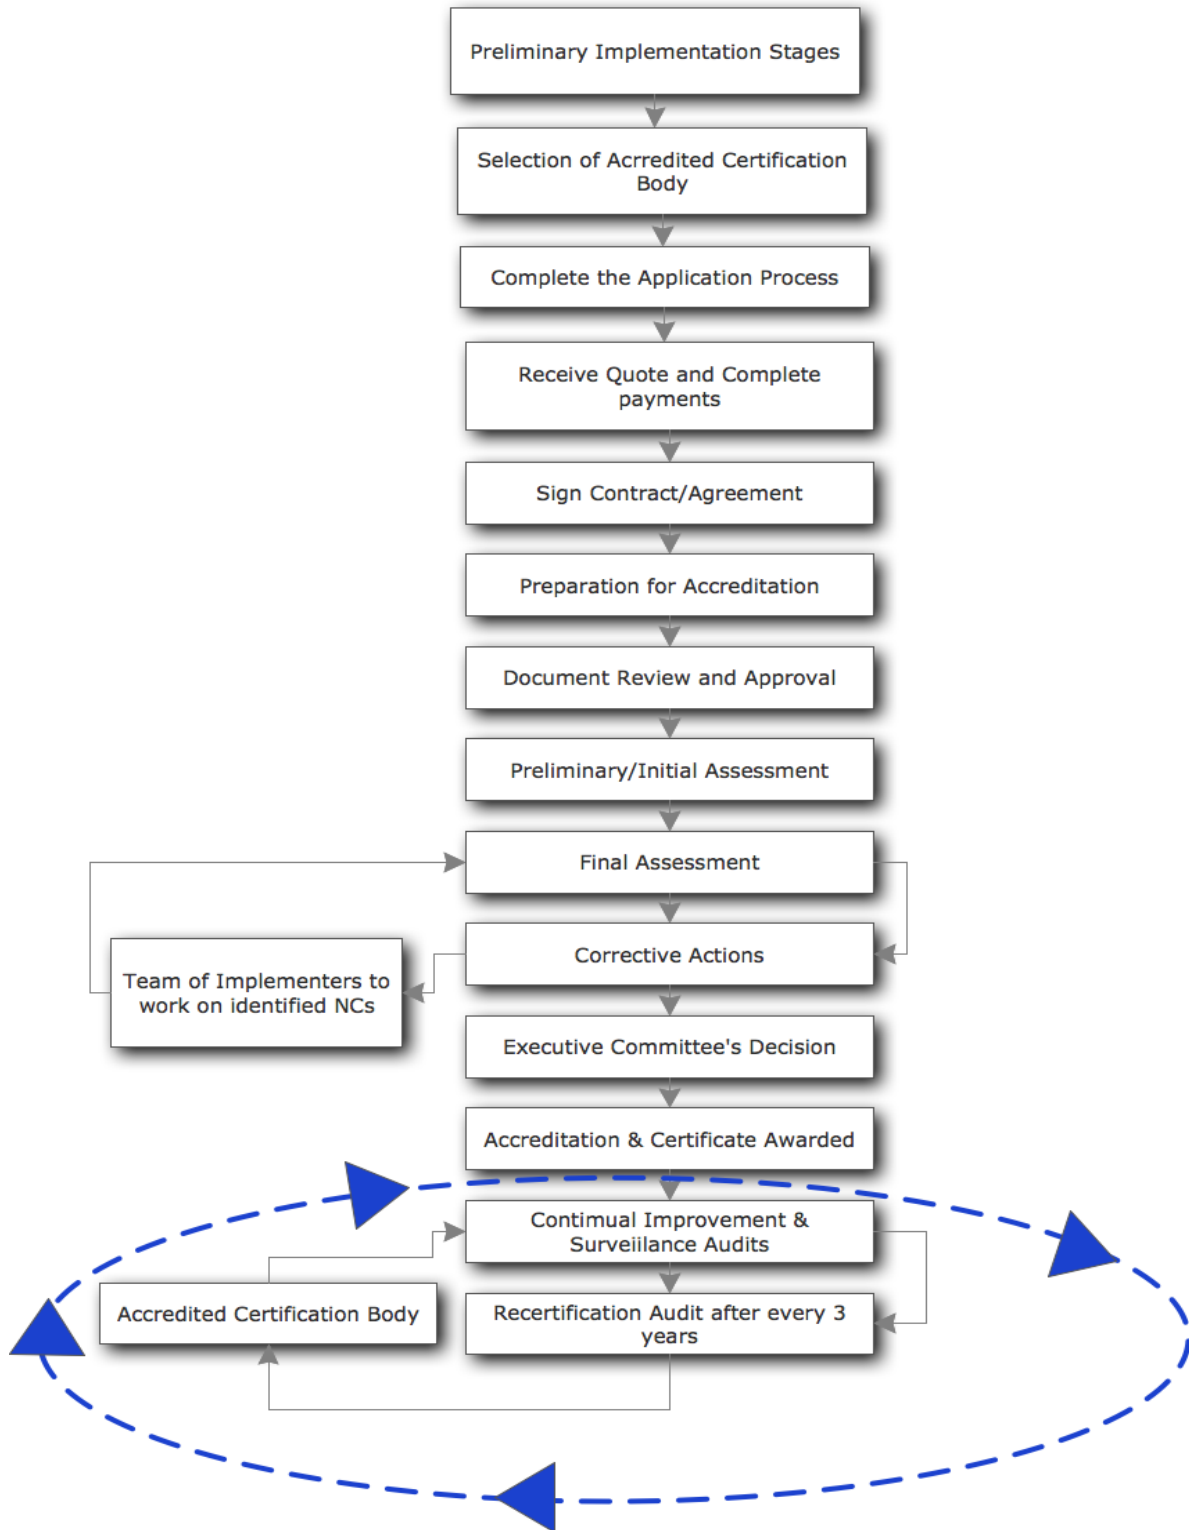 Preliminary Implementation Stages
Selection of Acrredited Certification
Body
Complete the Application Process
Receive Quote and Complete
payments
Sign Contract/Agreement
Preparation for Accreditation
Document Review and Approval
Preliminary/Initial Assessment
Final Assessment
Corrective Actions
Team of Implementers to
work on identified NCs
Executive Committee's Decision
Accreditation & Certificate Awarded
Contimual Improvement &
Surveiilance Audits
Accredited Certification Body
Recertification Audit after every 3
years